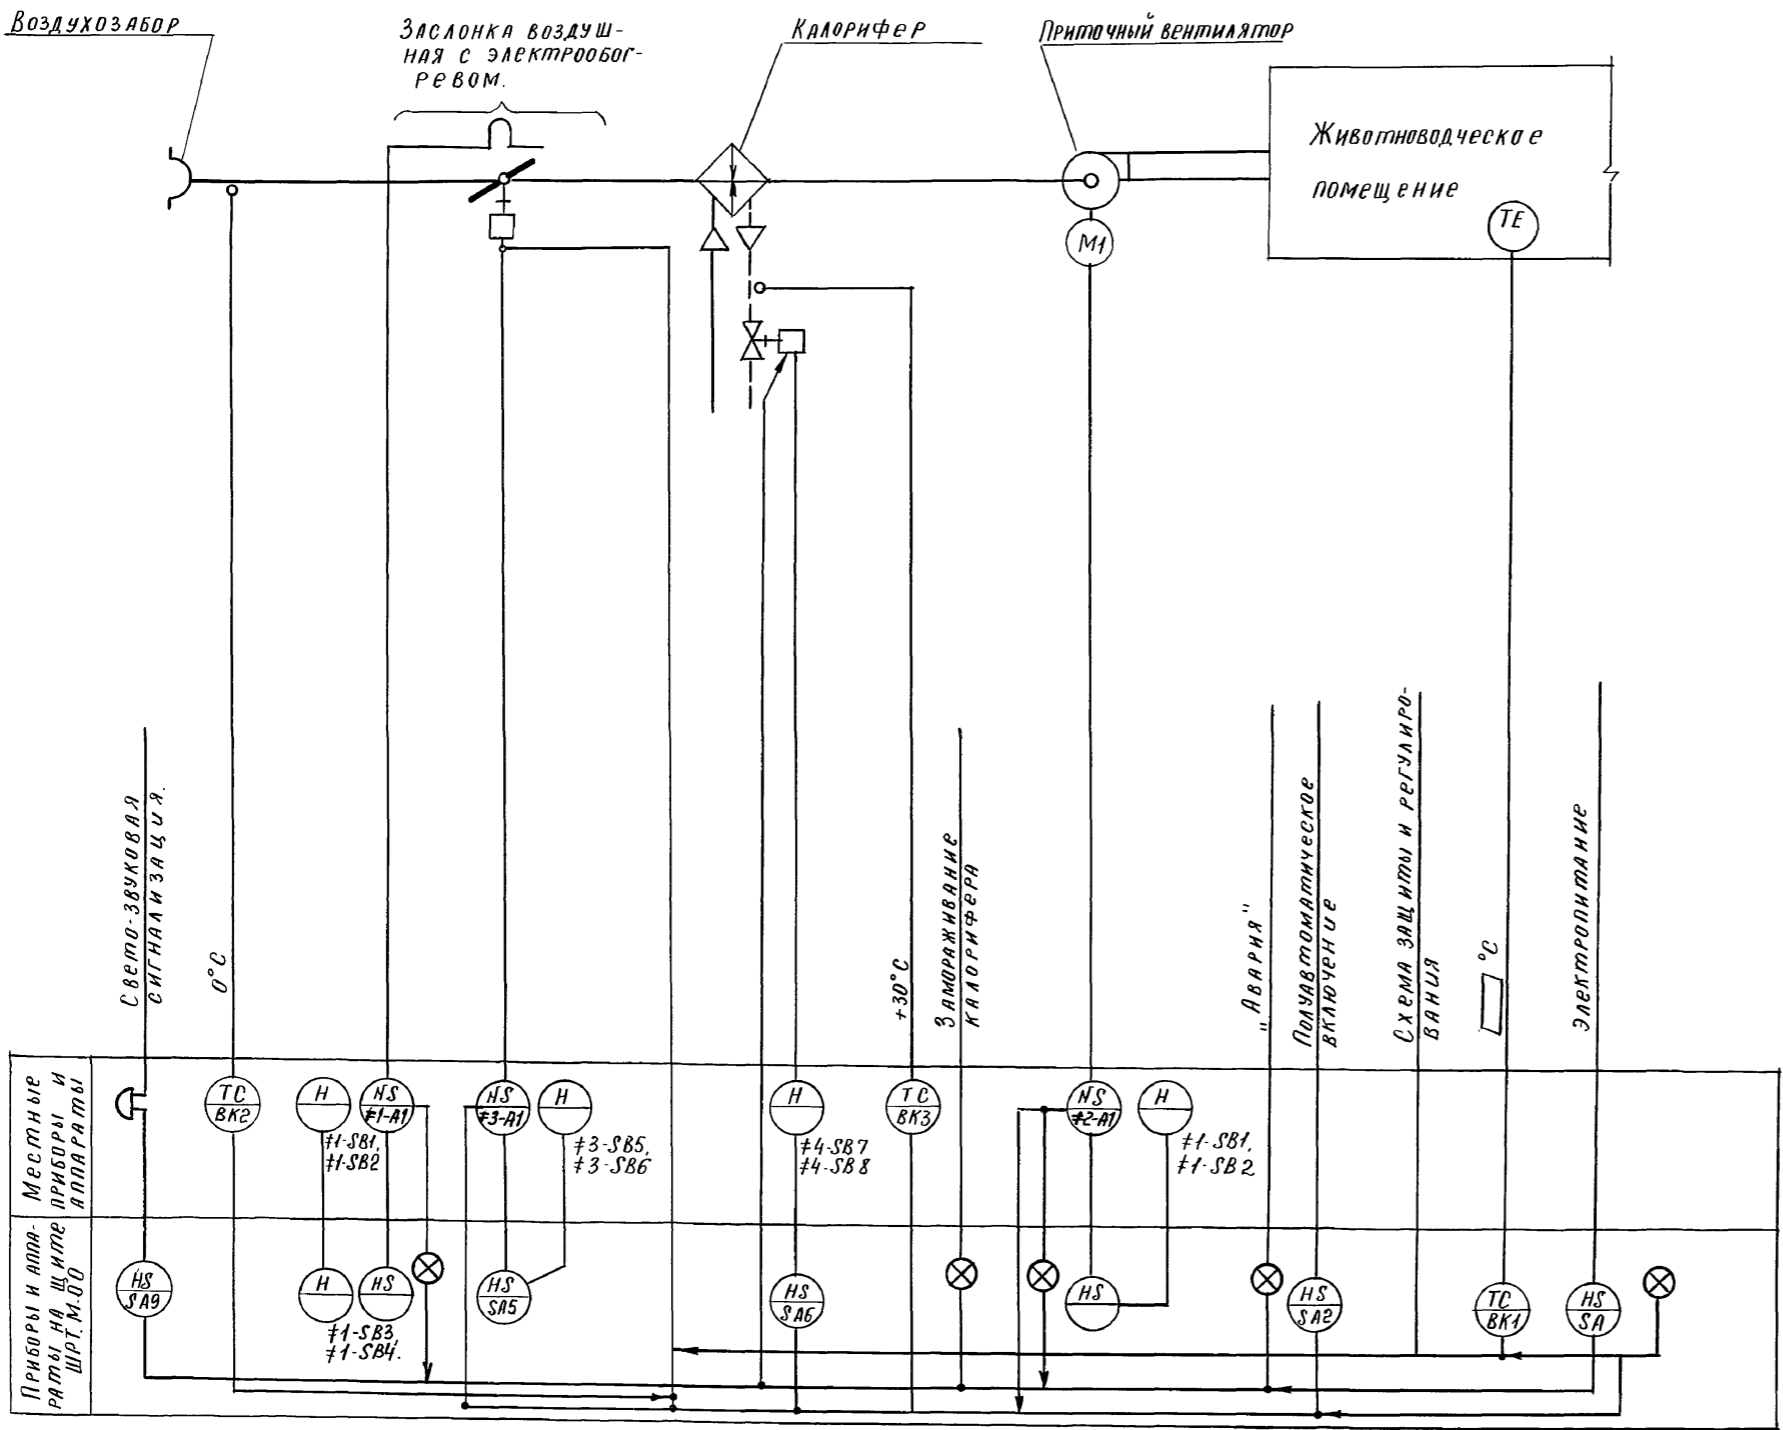 Воздухозабор
Заслонка воздуш-
ная с электрообог-
ревом.
Калорифер
Приточный вентилятор
Животноводческое
помещение
TE
M1
Свето-звуковая
сигнализация.
0°C
+30°C
Замораживание
калорифера
„Авария"
Полуавтоматическое
включение
Схема защиты и регулиро-
вания
°C
Электропитание
Местные
приборы и
аппараты
TC
BK2
H
NS
≠1-A1
≠1-SB1,
≠1-SB2
NS
≠3-A1
H
≠3-SB5,
≠3-SB6
H
≠4-SB7
≠4-SB8
TC
BK3
NS
≠2-A1
H
≠1-SB1,
≠1-SB2
Приборы и аппа-
раты на щите
ШРТ.М-00
HS
SA9
H
HS
≠1-SB3,
≠1-SB4.
HS
SA5
HS
SA6
HS
HS
SA2
TC
BK1
HS
SA